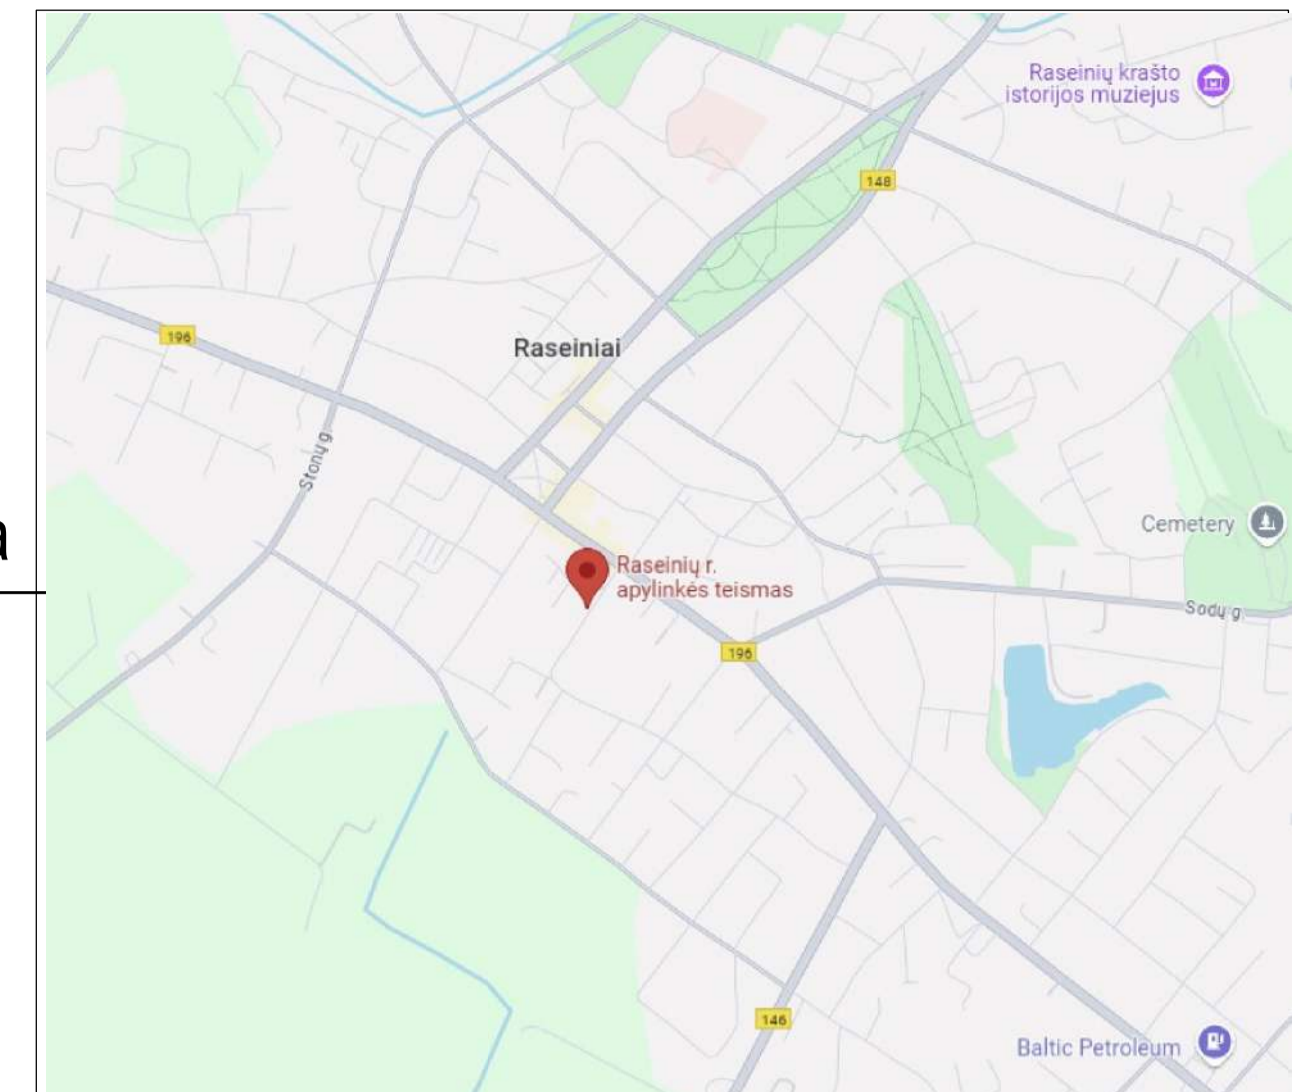 Raseinių krašto
istorijos muziejus
148
196
Raseiniai
Stonų g
a
Cemetery
Raseinių r.
apylinkės teismas
Sodų g
196
146
Baltic Petroleum